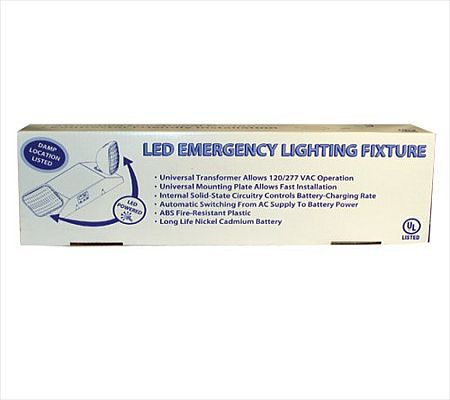 Installation
DAMP
LOCATION
LISTED
LED EMERGENCY LIGHTING FIXTURE
• Universal Transformer Allows 120/277 VAC Operation
• Universal Mounting Plate Allows Fast Installation
• Internal Solid-State Circuitry Controls Battery-Charging Rate
• Automatic Switching From AC Supply To Battery Power
• ABS Fire-Resistant Plastic
• Long Life Nickel Cadmium Battery
LED
POWERED
UL
LISTED